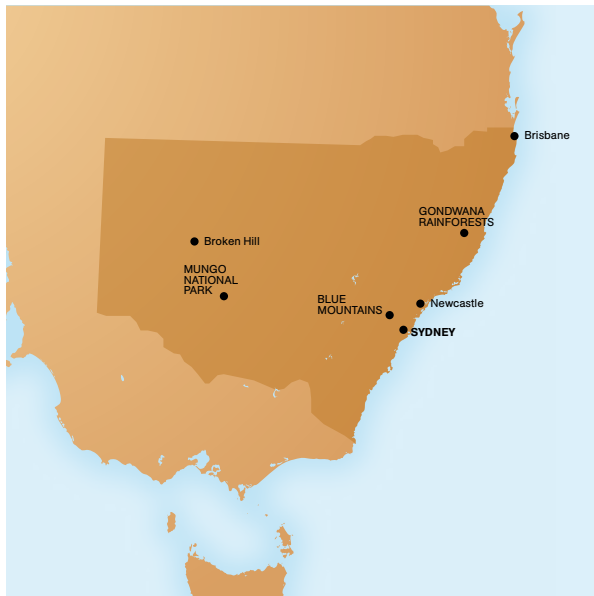 Brisbane
GONDWANA
RAINFORESTS
Broken Hill
MUNGO
NATIONAL
PARK
BLUE
MOUNTAINS
Newcastle
SYDNEY